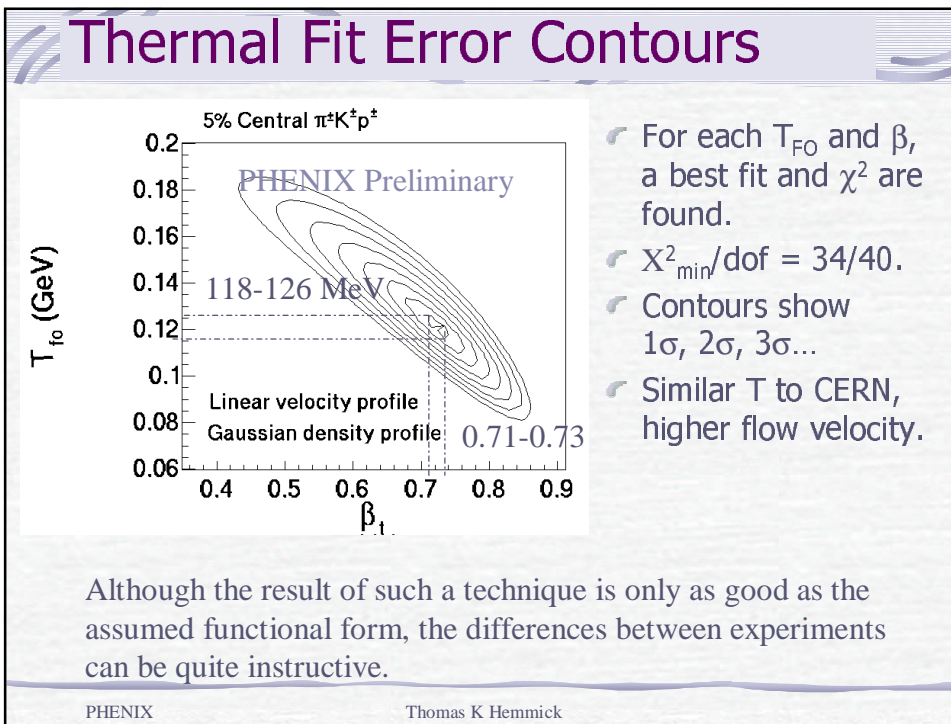 Thermal Fit Error Contours
5% Central π±K±p±
PHENIX Preliminary
0.2
0.18
0.16
0.14
0.12
0.1
0.08
0.06
T_fo (GeV)
118-126 MeV
Linear velocity profile
Gaussian density profile
0.71-0.73
0.4 0.5 0.6 0.7 0.8 0.9
β_t
For each T_FO and β,
a best fit and χ² are
found.
X²_min/dof = 34/40.
Contours show
1σ, 2σ, 3σ...
Similar T to CERN,
higher flow velocity.
Although the result of such a technique is only as good as the
assumed functional form, the differences between experiments
can be quite instructive.
PHENIX
Thomas K Hemmick